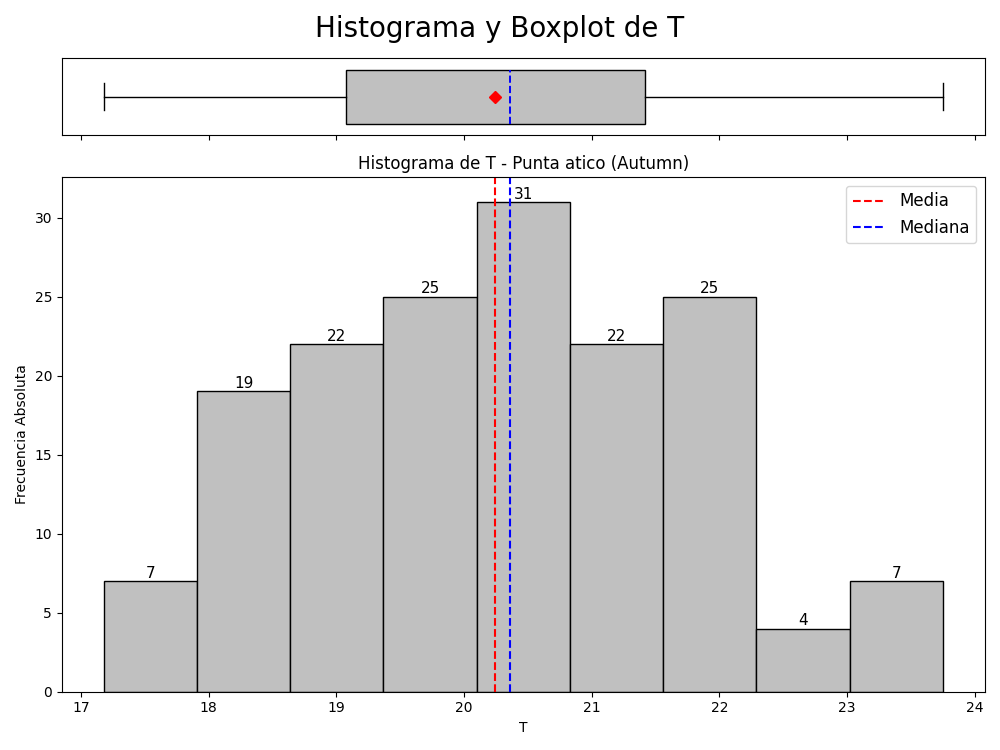 Histograma y Boxplot de T
Histograma de T - Punta atico (Autumn)
Media
Mediana
Frecuencia Absoluta
30
25
20
15
10
5
0
7
19
22
25
31
22
25
4
7
17 18 19 20 21 22 23 24
T